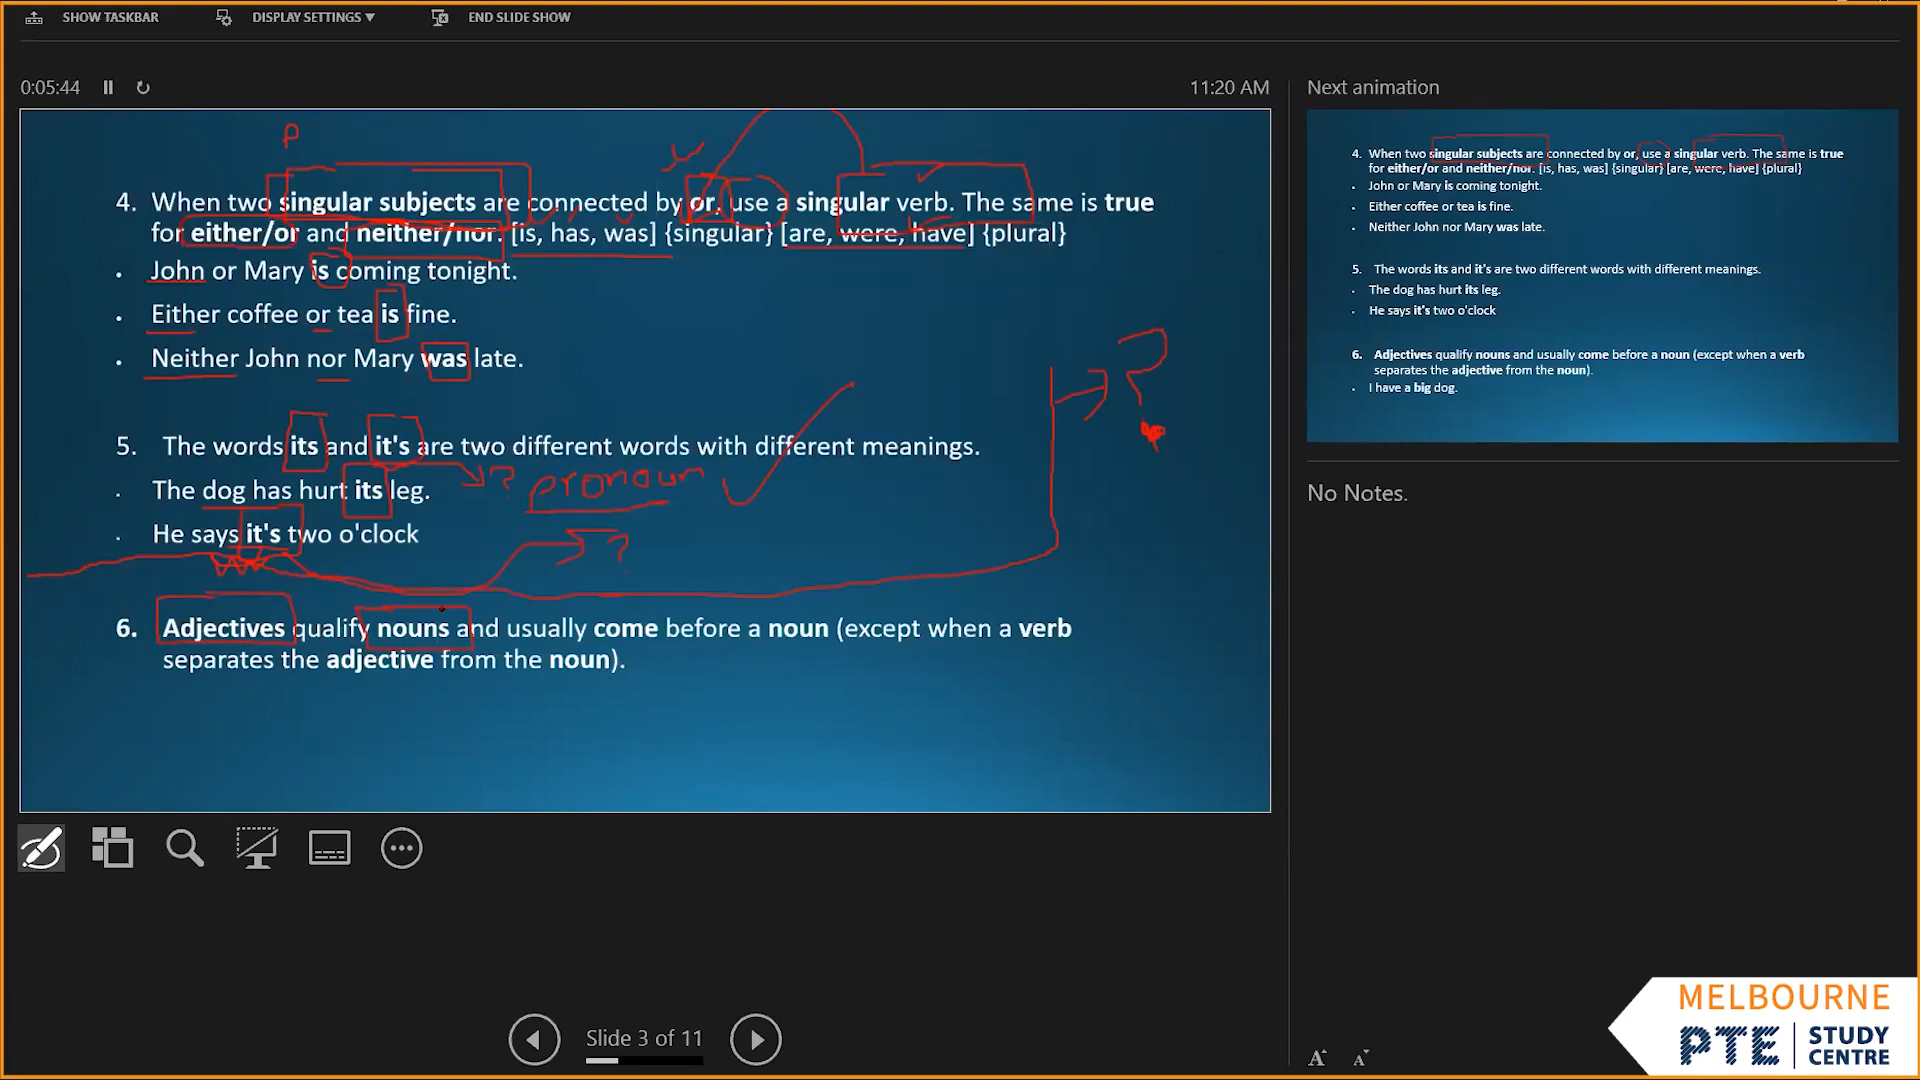 SHOW TASKBAR DISPLAY SETTINGS ▼ END SLIDE SHOW
0:05:44 11:20 AM
P
4. When two singular subjects are connected by or, use a singular verb. The same is true
for either/or and neither/nor. [is, has, was] {singular} [are, were, have] {plural}
• John or Mary is coming tonight.
• Either coffee or tea is fine.
• Neither John nor Mary was late.
5. The words its and it's are two different words with different meanings.
• The dog has hurt its leg.
? pronoun
• He says it's two o'clock
?
?
6. Adjectives qualify nouns and usually come before a noun (except when a verb
separates the adjective from the noun).
Next animation
4. When two singular subjects are connected by or, use a singular verb. The same is true
for either/or and neither/nor. [is, has, was] {singular} [are, were, have] {plural}
• John or Mary is coming tonight.
• Either coffee or tea is fine.
• Neither John nor Mary was late.
5. The words its and it's are two different words with different meanings.
• The dog has hurt its leg.
• He says it's two o'clock
6. Adjectives qualify nouns and usually come before a noun (except when a verb
separates the adjective from the noun).
• I have a big dog.
No Notes.
Slide 3 of 11
A A
MELBOURNE
PTE STUDY
CENTRE